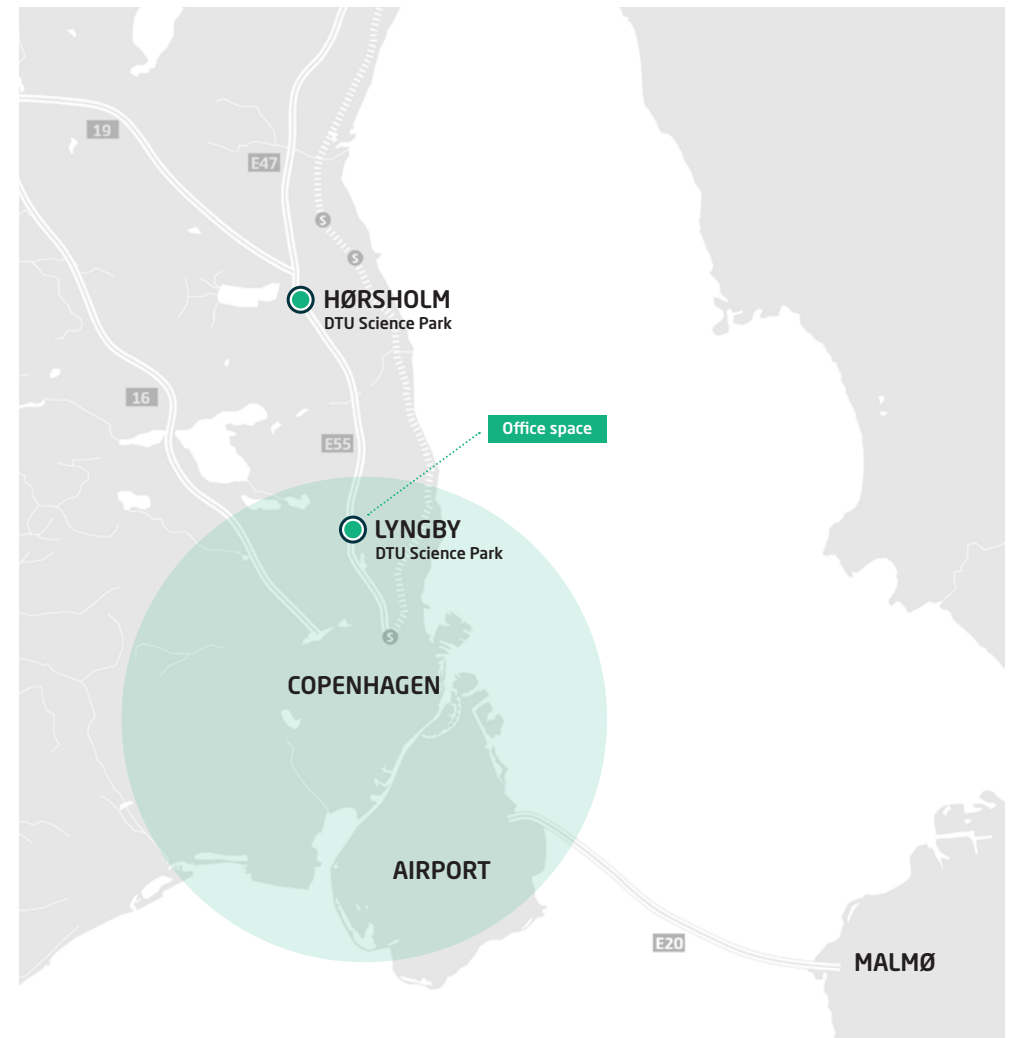 19
E47
S
S
HØRSHOLM
DTU Science Park
16
Office space
E55
LYNGBY
DTU Science Park
S
COPENHAGEN
AIRPORT
E20
MALMØ